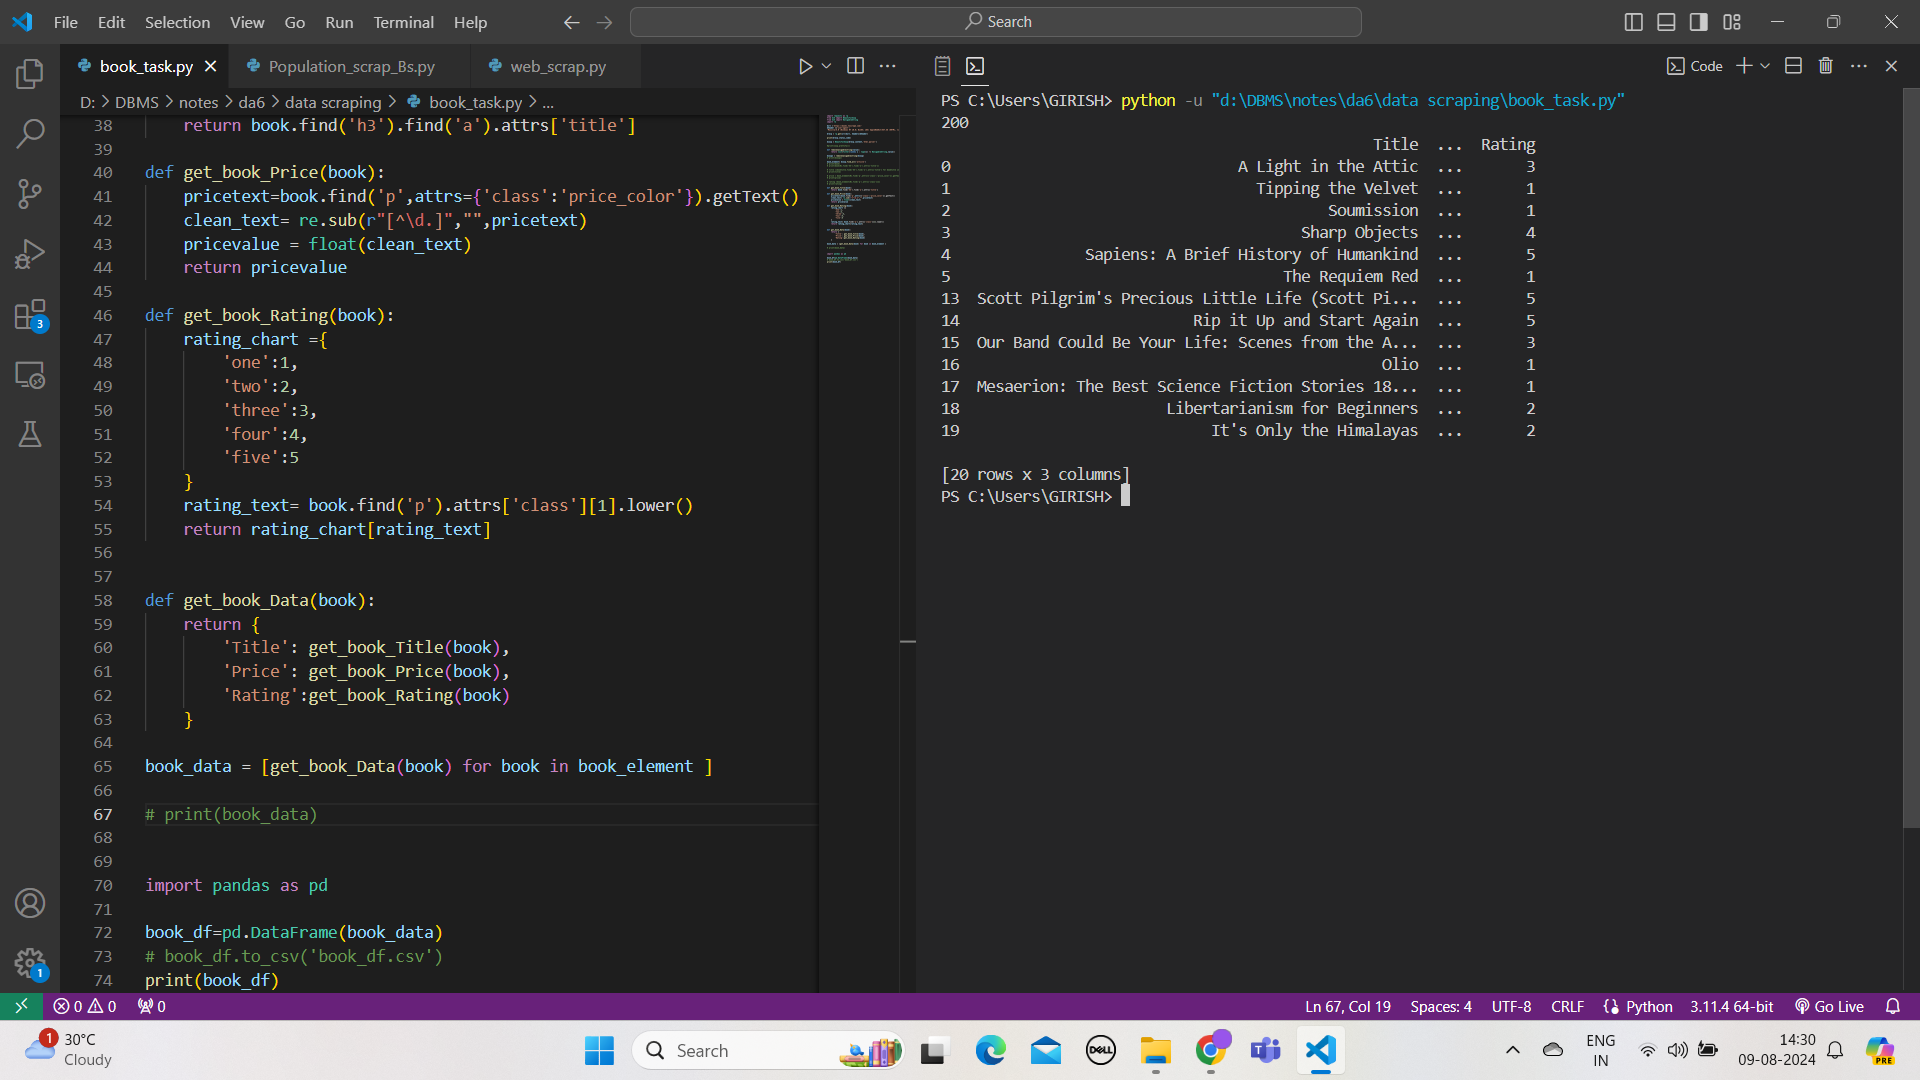 File Edit Selection View Go Run Terminal Help
Search
book_task.py
Population_scrap_Bs.py
web_scrap.py
D: > DBMS > notes > da6 > data scraping > book_task.py > ...
38 return book.find('h3').find('a').attrs['title']
39
40 def get_book_Price(book):
41 pricetext=book.find('p',attrs={'class':'price_color'}).getText()
42 clean_text= re.sub(r"[^\d.]","",pricetext)
43 pricevalue = float(clean_text)
44 return pricevalue
45
46 def get_book_Rating(book):
47 rating_chart ={
48 'one':1,
49 'two':2,
50 'three':3,
51 'four':4,
52 'five':5
53 }
54 rating_text= book.find('p').attrs['class'][1].lower()
55 return rating_chart[rating_text]
56
57
58 def get_book_Data(book):
59 return {
60 'Title': get_book_Title(book),
61 'Price': get_book_Price(book),
62 'Rating':get_book_Rating(book)
63 }
64
65 book_data = [get_book_Data(book) for book in book_element ]
66
67 # print(book_data)
68
69
70 import pandas as pd
71
72 book_df=pd.DataFrame(book_data)
73 # book_df.to_csv('book_df.csv')
74 print(book_df)
Code
PS C:\Users\GIRISH> python -u "d:\DBMS\notes\da6\data scraping\book_task.py"
200
Title ... Rating
0 A Light in the Attic ... 3
1 Tipping the Velvet ... 1
2 Soumission ... 1
3 Sharp Objects ... 4
4 Sapiens: A Brief History of Humankind ... 5
5 The Requiem Red ... 1
13 Scott Pilgrim's Precious Little Life (Scott Pi... ... 5
14 Rip it Up and Start Again ... 5
15 Our Band Could Be Your Life: Scenes from the A... ... 3
16 Olio ... 1
17 Mesaerion: The Best Science Fiction Stories 18... ... 1
18 Libertarianism for Beginners ... 2
19 It's Only the Himalayas ... 2
[20 rows x 3 columns]
PS C:\Users\GIRISH>
3
1
0 0 0
Ln 67, Col 19 Spaces: 4 UTF-8 CRLF Python 3.11.4 64-bit Go Live
1
30°C
Cloudy
Search
DELL
ENG
IN
14:30
09-08-2024
PRE